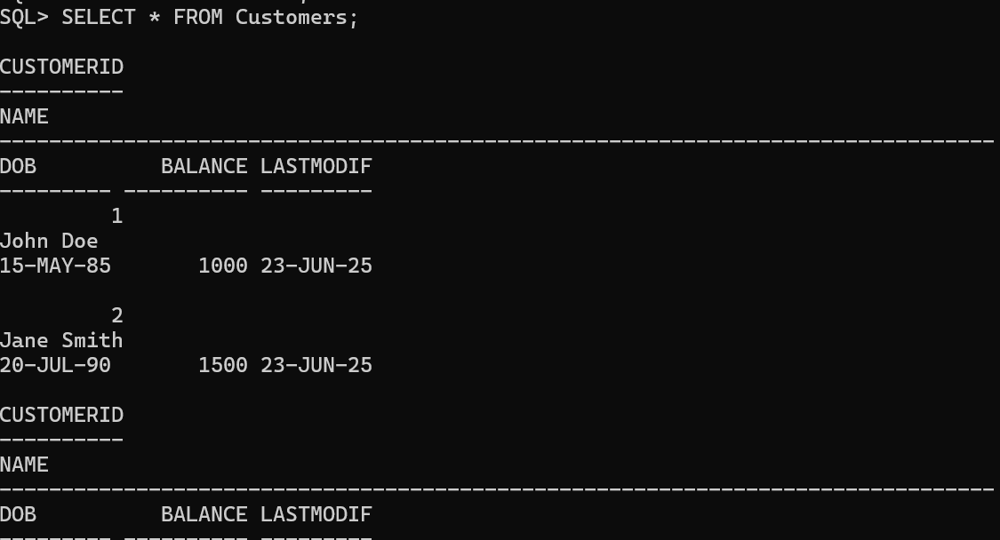 SQL> SELECT * FROM Customers;
CUSTOMERID
----------
NAME
--------------------------------------------------------------------------------
DOB          BALANCE LASTMODIF
--------- ---------- ---------
         1
John Doe
15-MAY-85       1000 23-JUN-25
         2
Jane Smith
20-JUL-90       1500 23-JUN-25
CUSTOMERID
----------
NAME
--------------------------------------------------------------------------------
DOB          BALANCE LASTMODIF
--------- ---------- ---------